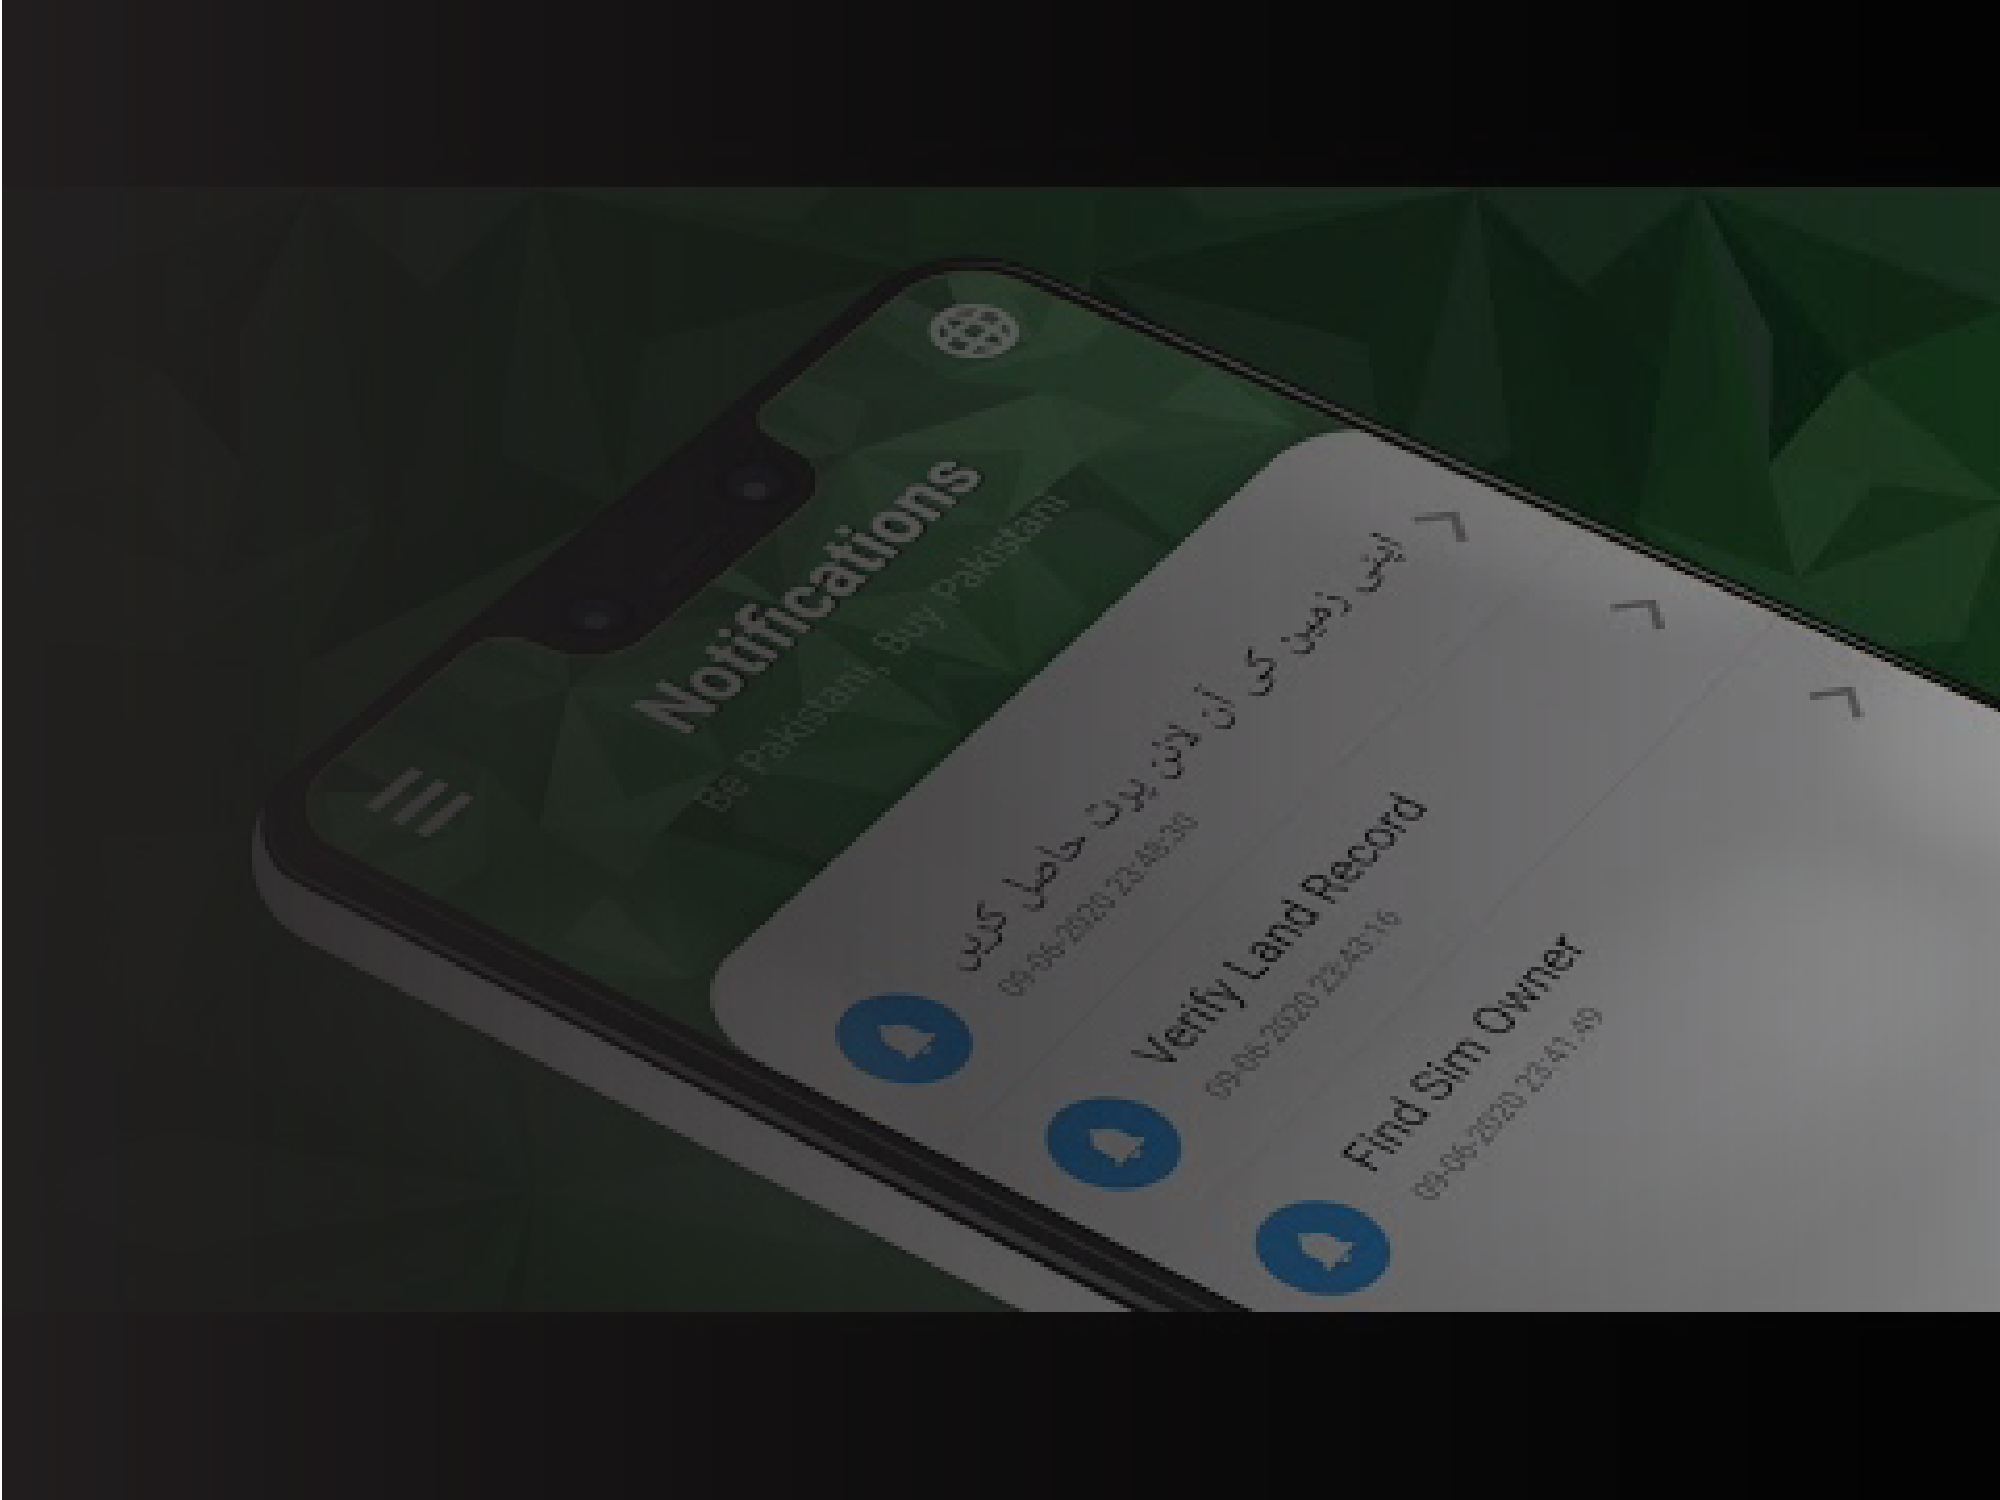 Notifications
Be Pakistani, Buy Pakistani
اپنی زمین کی آن لائن پرت حاصل کریں
09-06-2020 23:48:30
Verify Land Record
09-06-2020 23:43:16
Find Sim Owner
09-06-2020 23:41:49